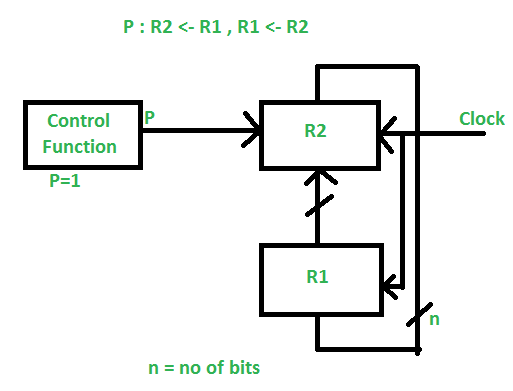 P : R2 <- R1 , R1 <- R2
Control
Function
P
P=1
R2
Clock
R1
n
n = no of bits